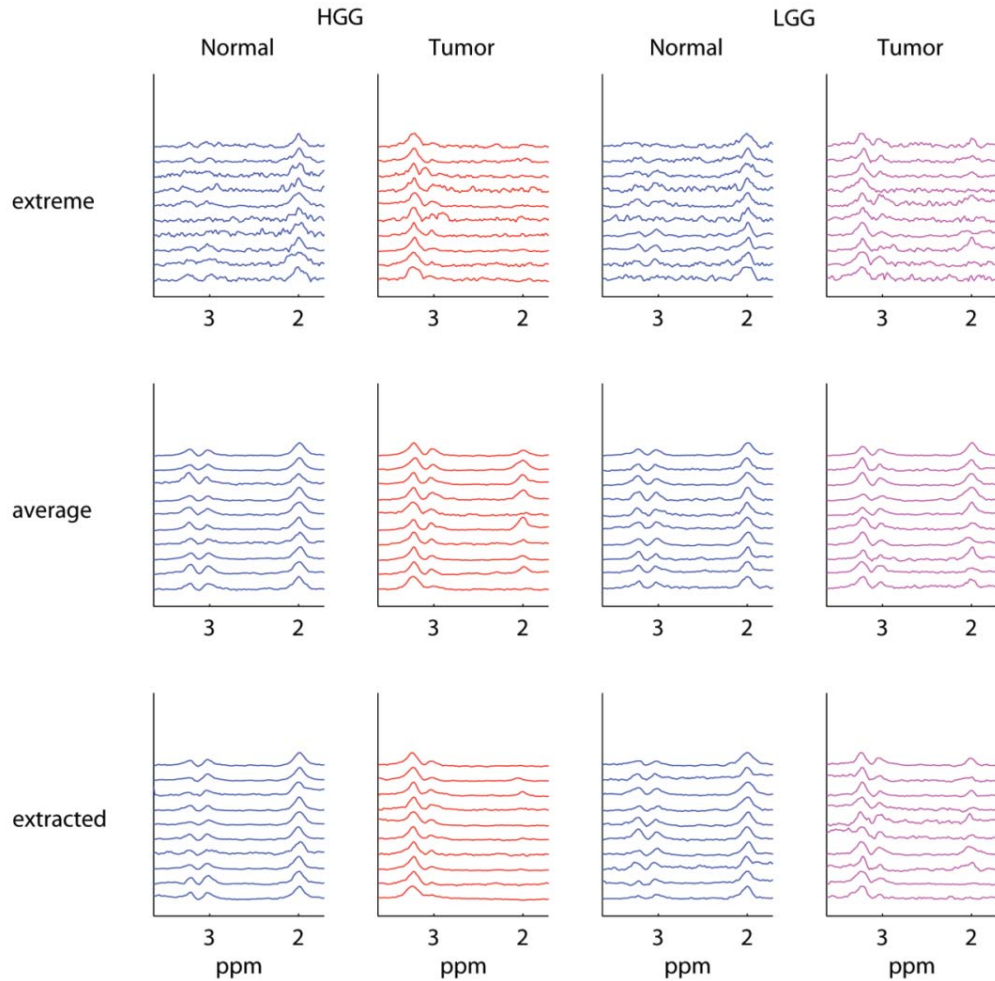 HGG LGG
Normal Tumor Normal Tumor
extreme
3 2 3 2 3 2 3 2
average
3 2 3 2 3 2 3 2
extracted
3 2 3 2 3 2 3 2
ppm ppm ppm ppm